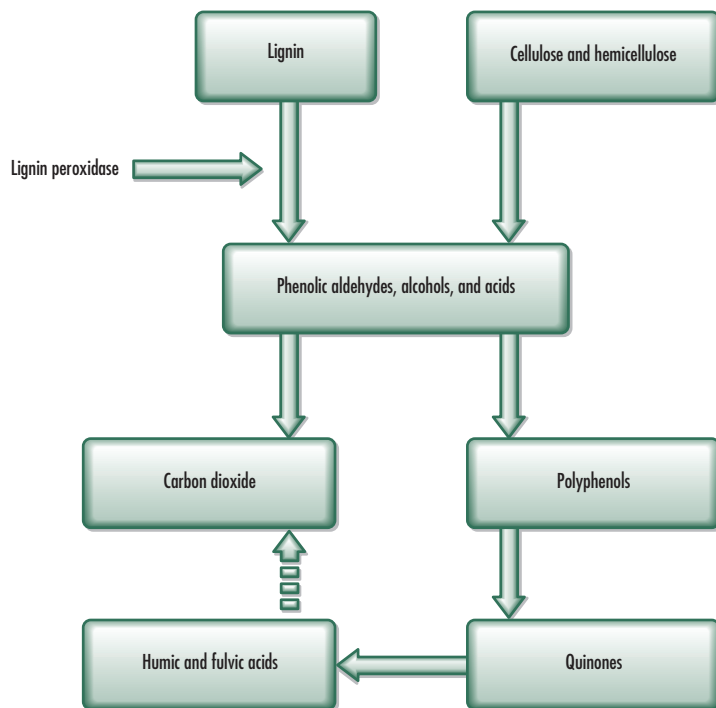 Lignin
Cellulose and hemicellulose
Lignin peroxidase
Phenolic aldehydes, alcohols, and acids
Carbon dioxide
Polyphenols
Humic and fulvic acids
Quinones